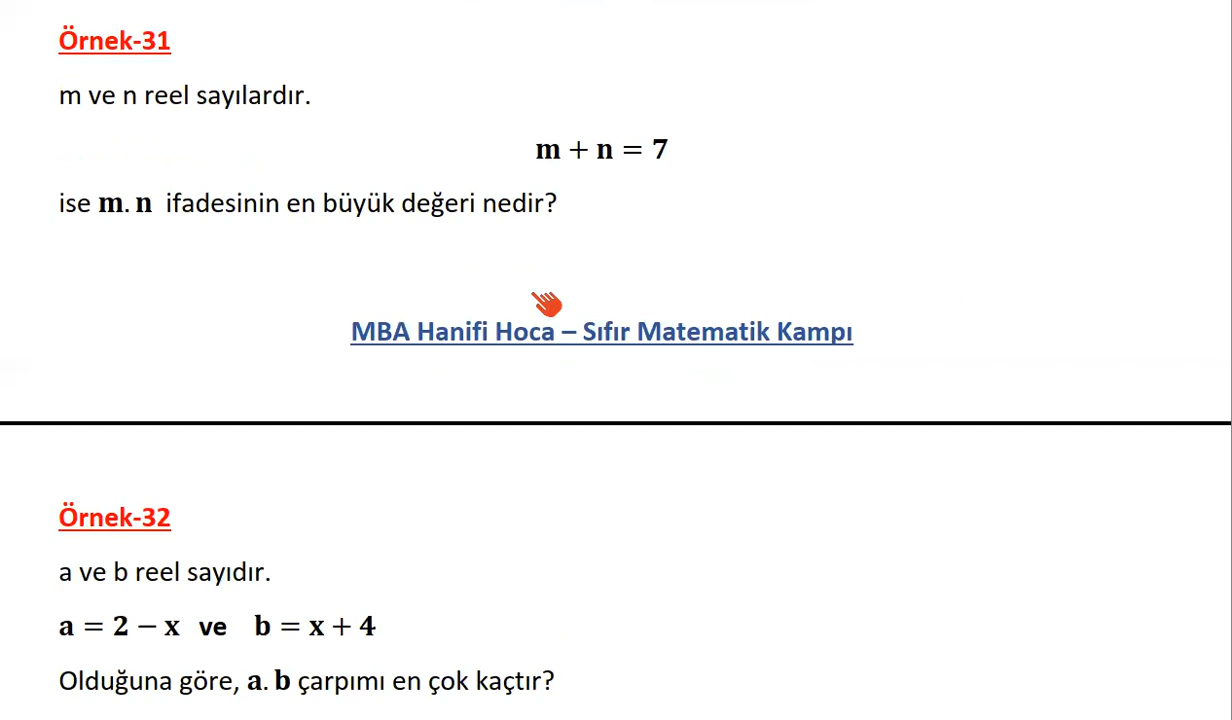 Örnek-31
m ve n reel sayılardır.
m + n = 7
ise m. n ifadesinin en büyük değeri nedir?
MBA Hanifi Hoca – Sıfır Matematik Kampı
Örnek-32
a ve b reel sayıdır.
a = 2 − x ve b = x + 4
Olduğuna göre, a. b çarpımı en çok kaçtır?